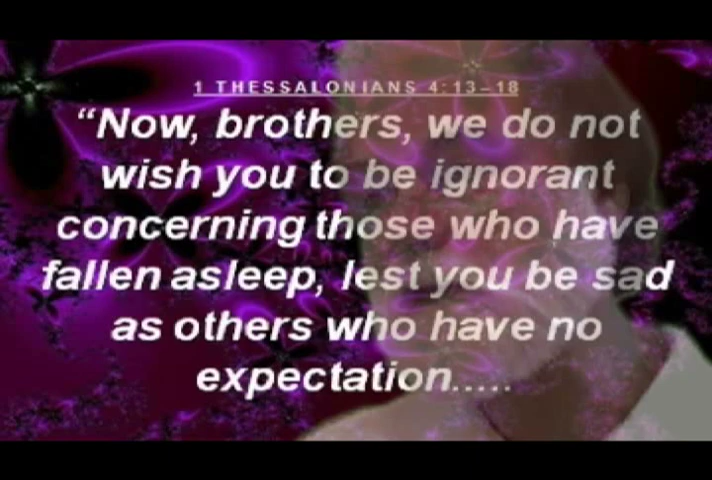 1 THESSALONIANS 4:13–18
“Now, brothers, we do not
wish you to be ignorant
concerning those who have
fallen asleep, lest you be sad
as others who have no
expectation.....